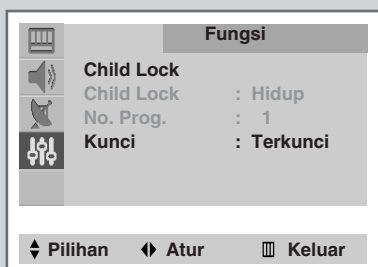 Fungsi
Child Lock
Child Lock : Hidup
No. Prog. : 1
Kunci : Terkunci
Pilihan Atur Keluar